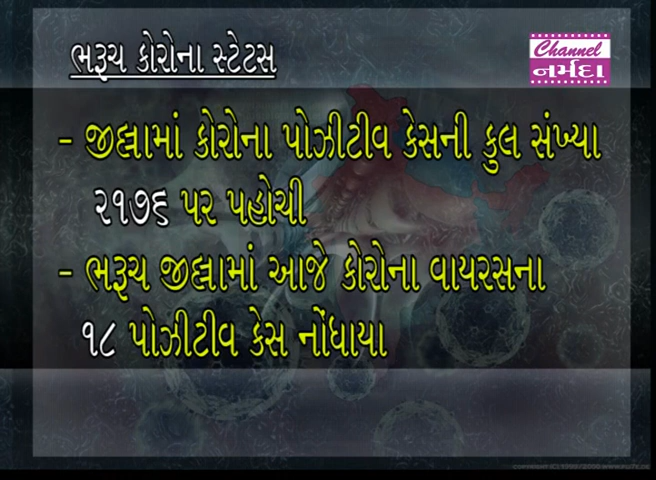 ભરૂચ કોરોના સ્ટેટસ
Channel
નર્મદા
- જીલ્લામાં કોરોના પોઝીટીવ કેસની કુલ સંખ્યા
૨૧૭૬ પર પહોચી
- ભરૂચ જીલ્લામાં આજે કોરોના વાયરસના
૧૮ પોઝીટીવ કેસ નોંધાયા